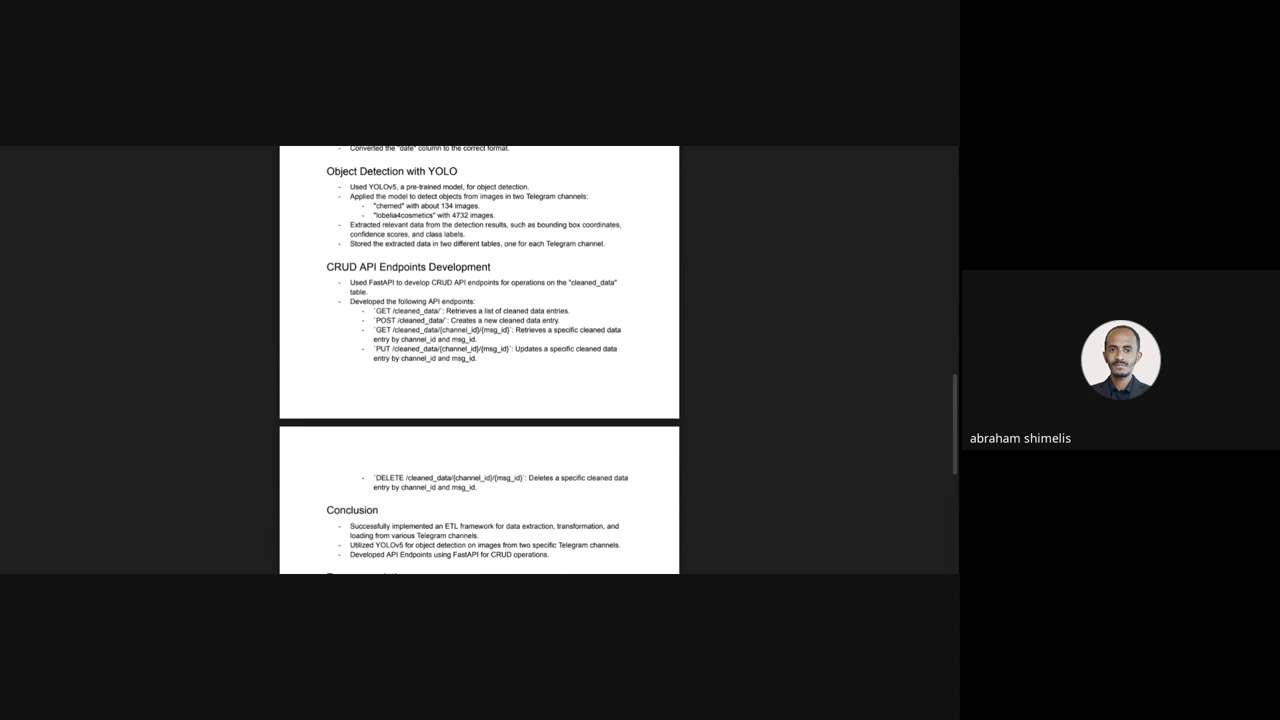 - Converted the "date" column to the correct format.
Object Detection with YOLO
- Used YOLOv5, a pre-trained model, for object detection.
- Applied the model to detect objects from images in two Telegram channels:
- "chemed" with about 134 images.
- "lobelia4cosmetics" with 4732 images.
- Extracted relevant data from the detection results, such as bounding box coordinates,
confidence scores, and class labels.
- Stored the extracted data in two different tables, one for each Telegram channel.
CRUD API Endpoints Development
- Used FastAPI to develop CRUD API endpoints for operations on the "cleaned_data"
table.
- Developed the following API endpoints:
- `GET /cleaned_data/`: Retrieves a list of cleaned data entries.
- `POST /cleaned_data/`: Creates a new cleaned data entry.
- `GET /cleaned_data/{channel_id}/{msg_id}`: Retrieves a specific cleaned data
entry by channel_id and msg_id.
- `PUT /cleaned_data/{channel_id}/{msg_id}`: Updates a specific cleaned data
entry by channel_id and msg_id.
- `DELETE /cleaned_data/{channel_id}/{msg_id}`: Deletes a specific cleaned data
entry by channel_id and msg_id.
Conclusion
- Successfully implemented an ETL framework for data extraction, transformation, and
loading from various Telegram channels.
- Utilized YOLOv5 for object detection on images from two specific Telegram channels.
- Developed API Endpoints using FastAPI for CRUD operations.
abraham shimelis